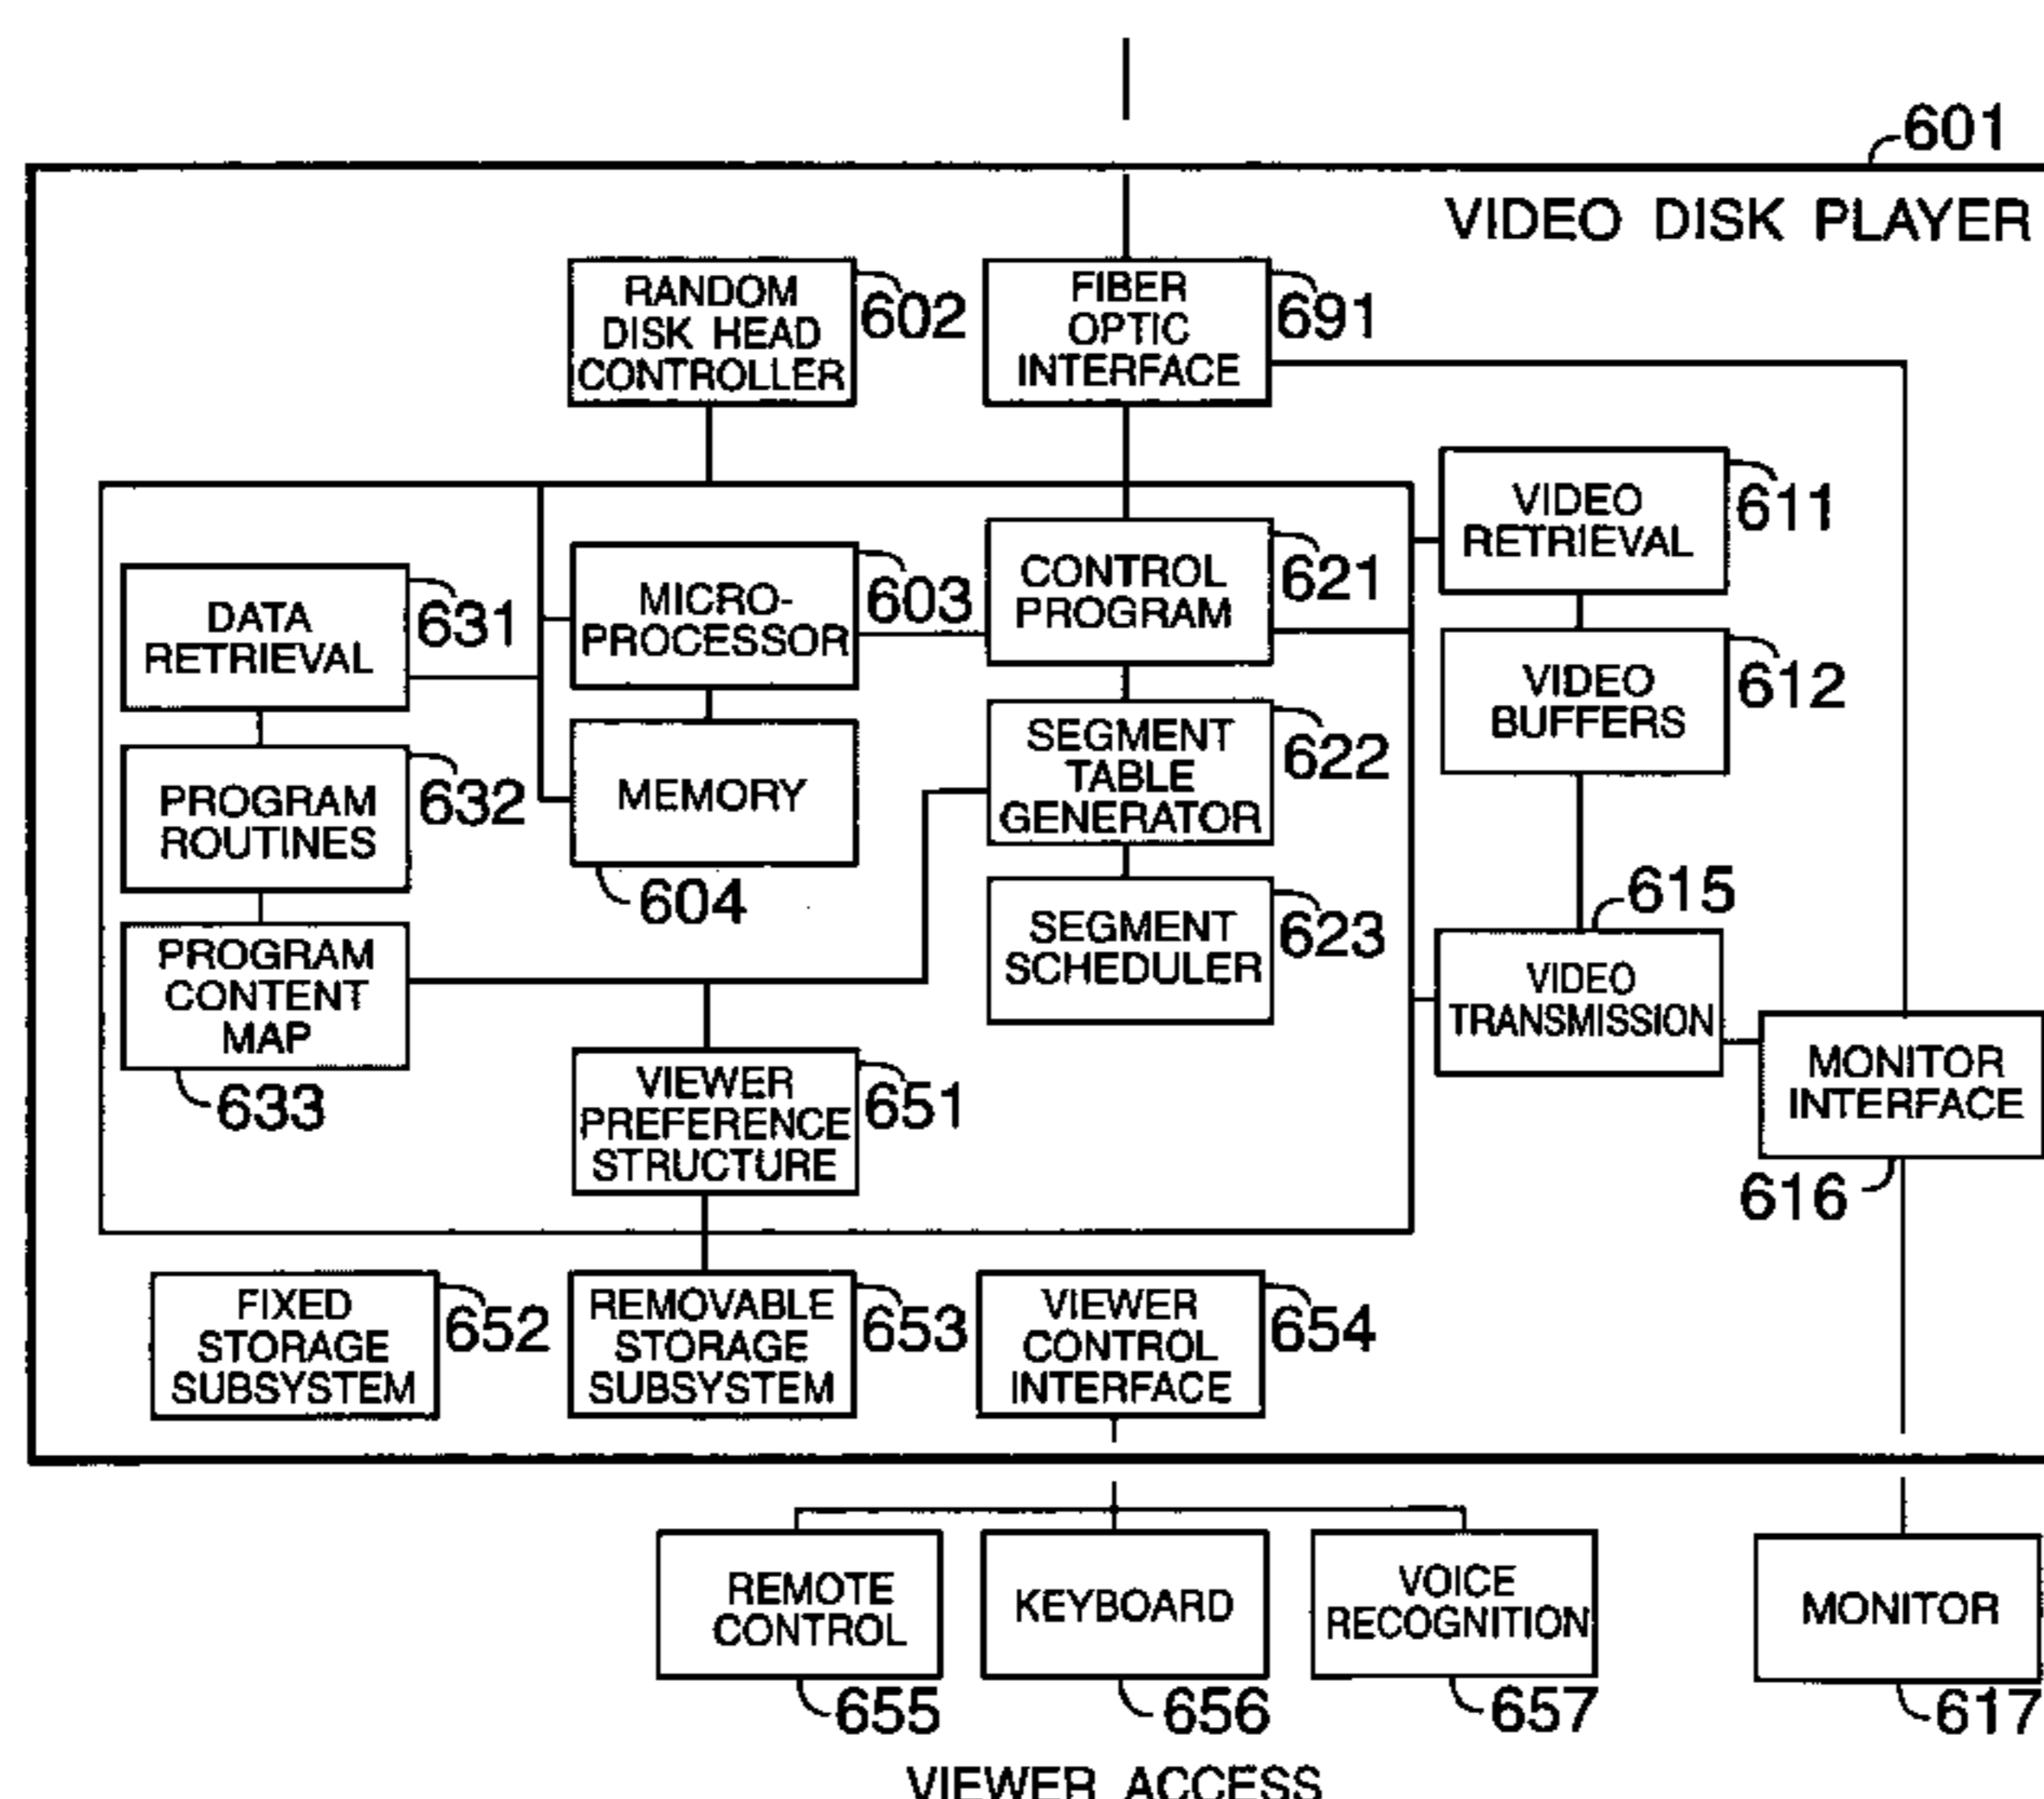 601
VIDEO DISK PLAYER
RANDOM
DISK HEAD
CONTROLLER
602
FIBER
OPTIC
INTERFACE
691
VIDEO
RETRIEVAL
611
DATA
RETRIEVAL
631
MICRO-
PROCESSOR
603
CONTROL
PROGRAM
621
VIDEO
BUFFERS
612
PROGRAM
ROUTINES
632
MEMORY
604
SEGMENT
TABLE
GENERATOR
622
PROGRAM
CONTENT
MAP
633
SEGMENT
SCHEDULER
623
615
VIDEO
TRANSMISSION
MONITOR
INTERFACE
616
VIEWER
PREFERENCE
STRUCTURE
651
FIXED
STORAGE
SUBSYSTEM
652
REMOVABLE
STORAGE
SUBSYSTEM
653
VIEWER
CONTROL
INTERFACE
654
REMOTE
CONTROL
655
KEYBOARD
656
VOICE
RECOGNITION
657
MONITOR
617
VIEWER ACCESS